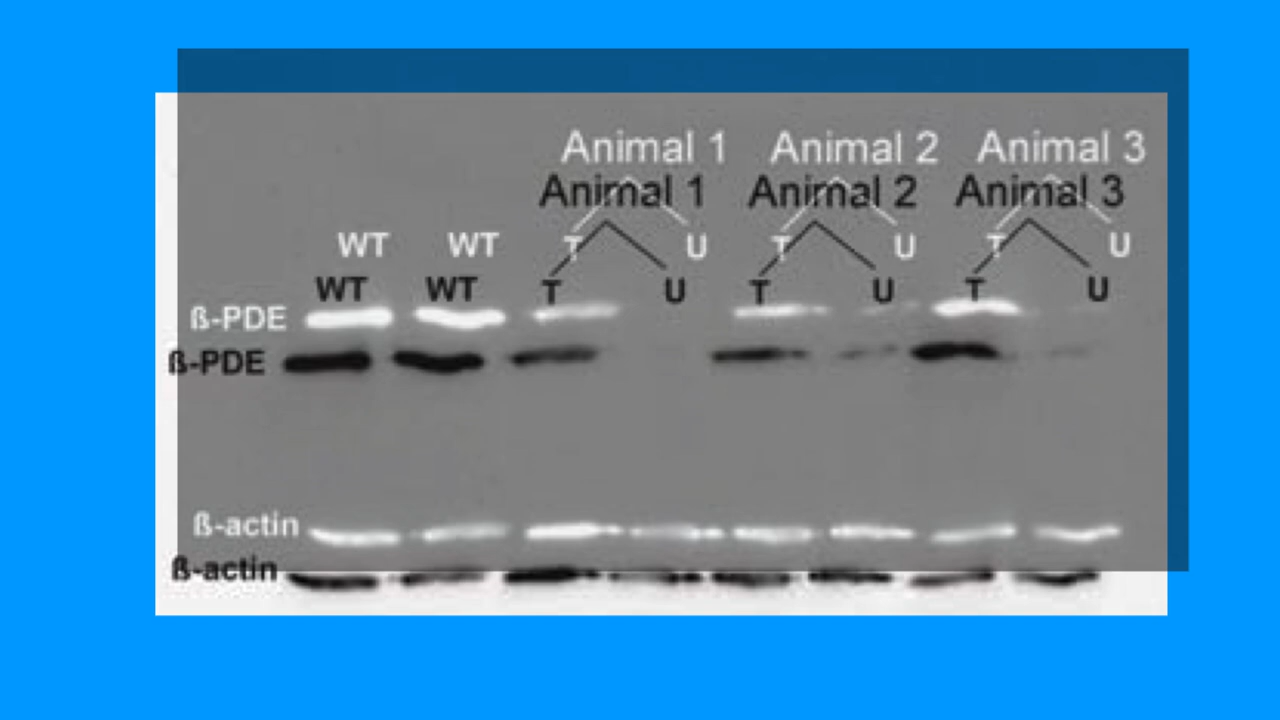 Animal 1 Animal 2 Animal 3
Animal 1 Animal 2 Animal 3
WT WT T U T U T U
WT WT T U T U T U
ß-PDE
ß-PDE
ß-actin
ß-actin